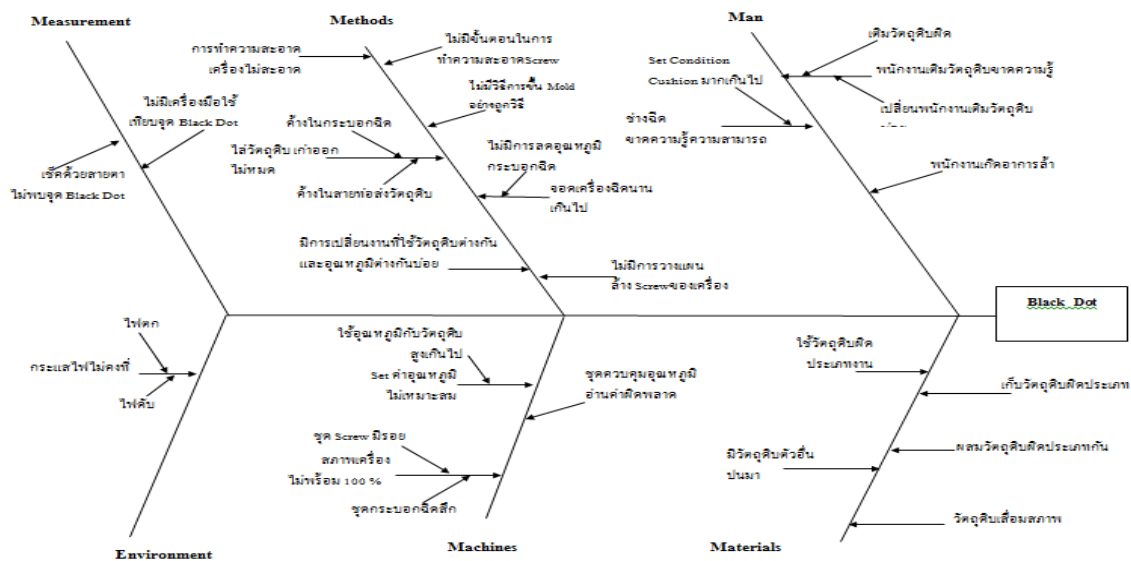 Measurement
Methods
Man
การทำความสะอาด
เครื่องไม่สะอาด
ไม่มีขั้นตอนในการ
ทำความสะอาดScrew
ไม่มีวิธีการขึ้น Mold
อย่างถูกวิธี
Set Condition
Cushion มากเกินไป
เติมวัตถุดิบผิด
พนักงานเติมวัตถุดิบขาดความรู้
เปลี่ยนพนักงานเติมวัตถุดิบ
ช่างฉีด
ขาดความรู้ความสามารถ
พนักงานเกิดอาการล้า
ไม่มีเครื่องมือใช้
เทียบจุด Black Dot
เช็คด้วยสายตา
ไม่พบจุด Black Dot
ค้างในกระบอกฉีด
ไล่วัตถุดิบ เก่าออก
ไม่หมด
ค้างในสายท่อส่งวัตถุดิบ
ไม่มีการลดอุณหภูมิ
กระบอกฉีด
จอดเครื่องฉีดนาน
เกินไป
มีการเปลี่ยนงานที่ใช้วัตถุดิบต่างกัน
และอุณหภูมิต่างกันบ่อย
ไม่มีการวางแผน
ล้าง Screwของเครื่อง
Black Dot
ไฟตก
กระแสไฟไม่คงที่
ไฟดับ
ใช้อุณหภูมิกับวัตถุดิบ
สูงเกินไป
Set ค่าอุณหภูมิ
ไม่เหมาะสม
ชุดควบคุมอุณหภูมิ
อ่านค่าผิดพลาด
ชุด Screw มีรอย
สภาพเครื่อง
ไม่พร้อม 100 %
ชุดกระบอกฉีดสึก
ใช้วัตถุดิบผิด
ประเภทงาน
เก็บวัตถุดิบผิดประเภท
ผสมวัตถุดิบผิดประเภทกัน
มีวัตถุดิบตัวอื่น
ปนมา
วัตถุดิบเสื่อมสภาพ
Environment
Machines
Materials